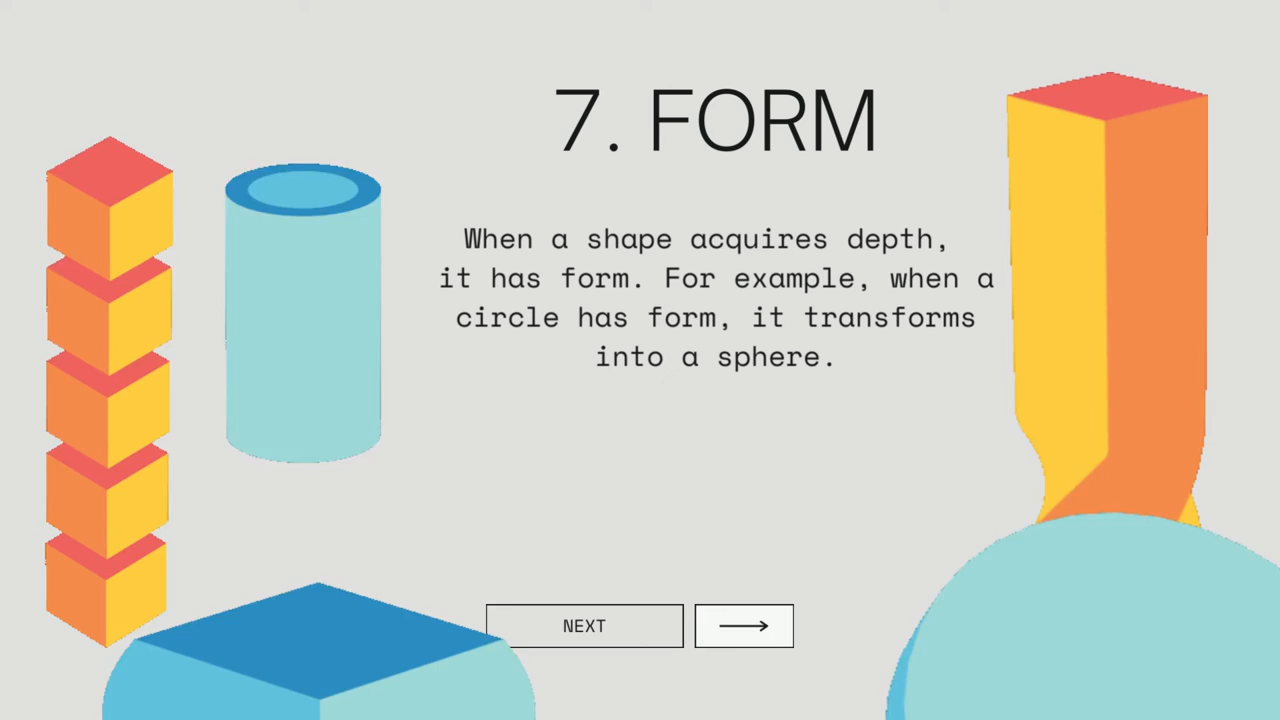 7. FORM
When a shape acquires depth,
it has form. For example, when a
circle has form, it transforms
into a sphere.
NEXT